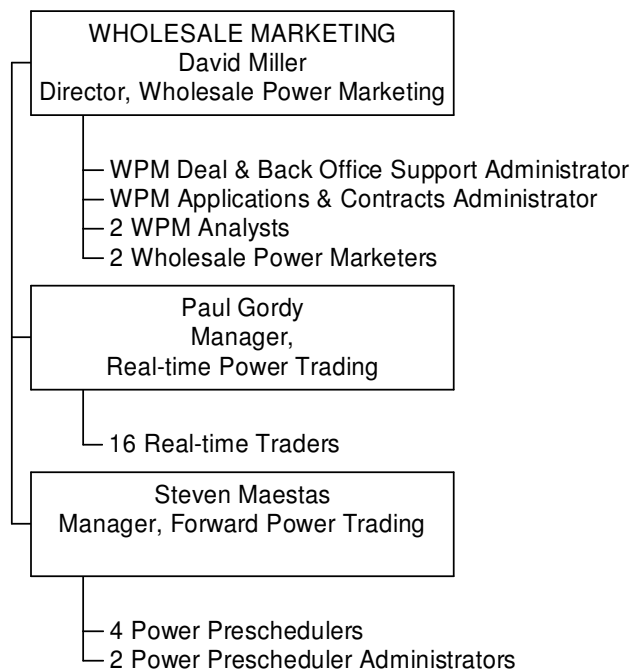 WHOLESALE MARKETING
David Miller
Director, Wholesale Power Marketing
WPM Deal & Back Office Support Administrator
WPM Applications & Contracts Administrator
2 WPM Analysts
2 Wholesale Power Marketers
Paul Gordy
Manager,
Real-time Power Trading
16 Real-time Traders
Steven Maestas
Manager, Forward Power Trading
4 Power Preschedulers
2 Power Prescheduler Administrators